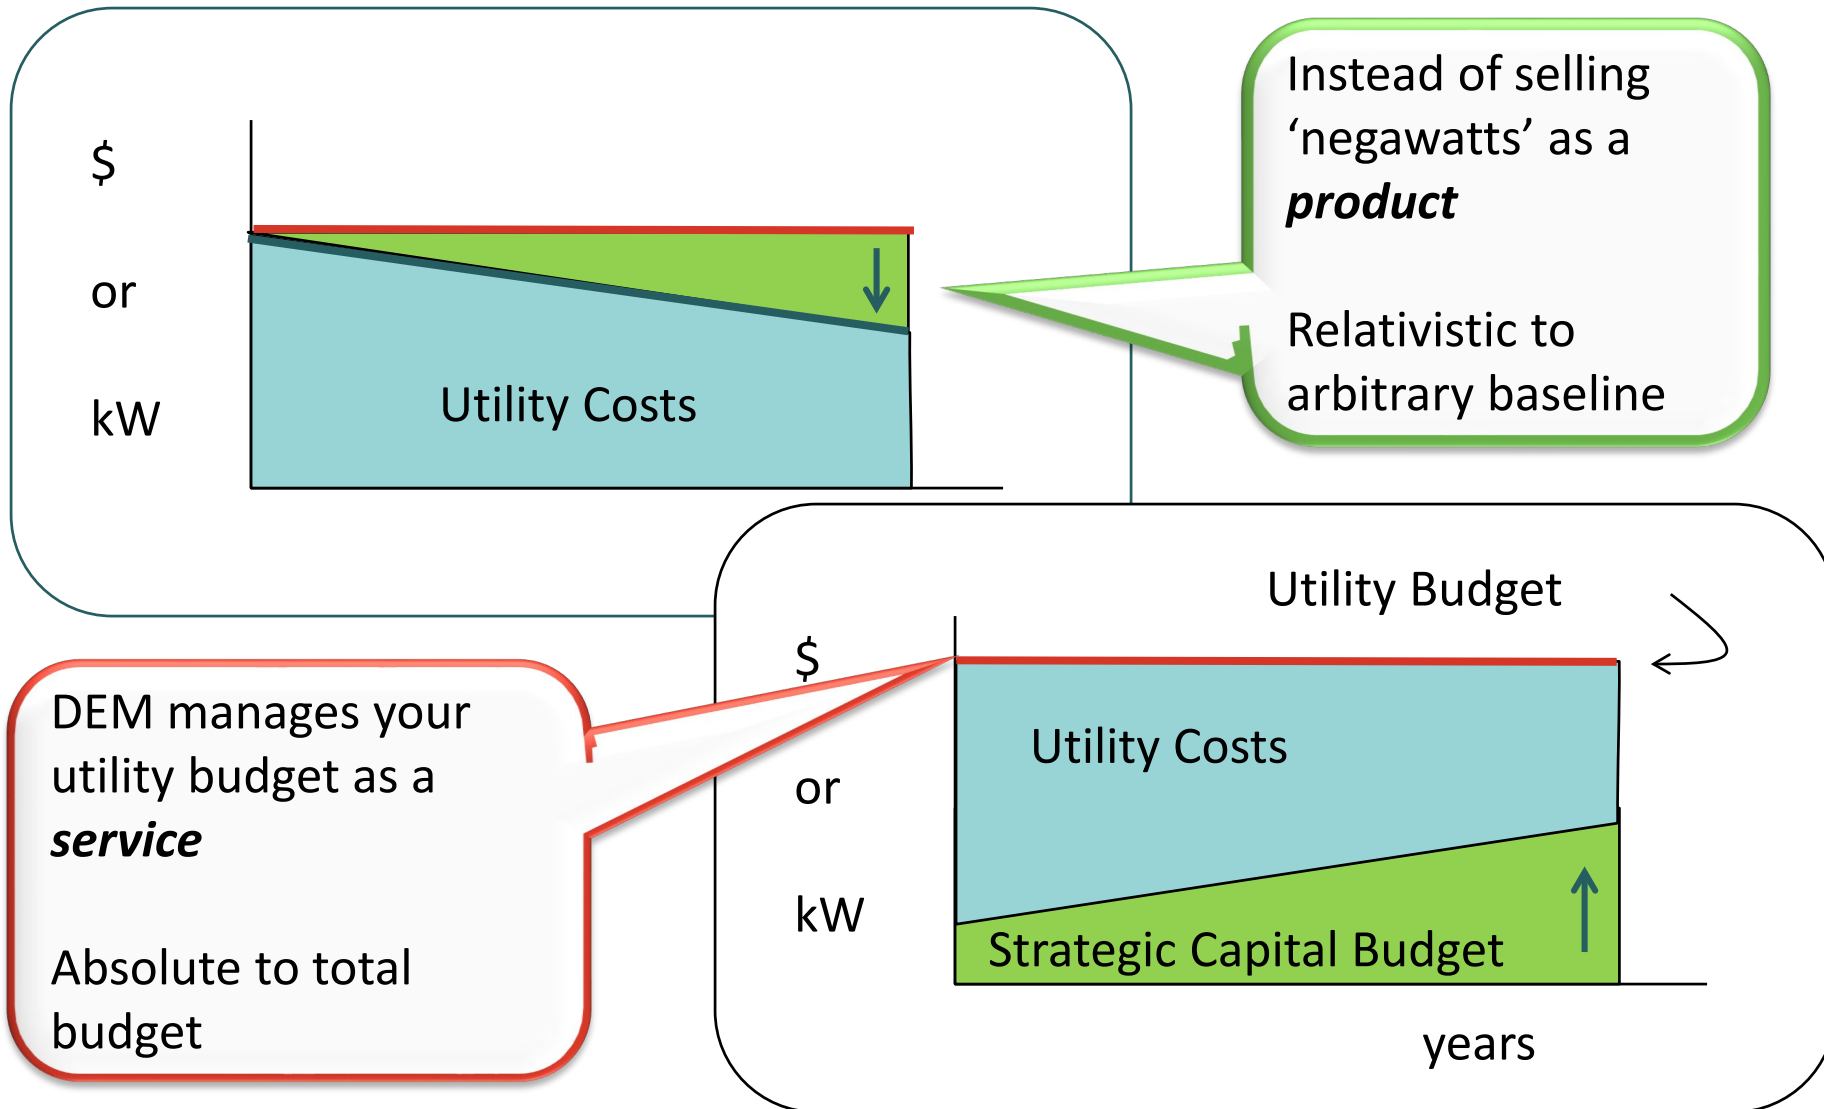 $
or
kW
Utility Costs
Instead of selling
‘negawatts’ as a
product
Relativistic to
arbitrary baseline
DEM manages your
utility budget as a
service
Absolute to total
budget
Utility Budget
$
or
kW
Utility Costs
Strategic Capital Budget
years